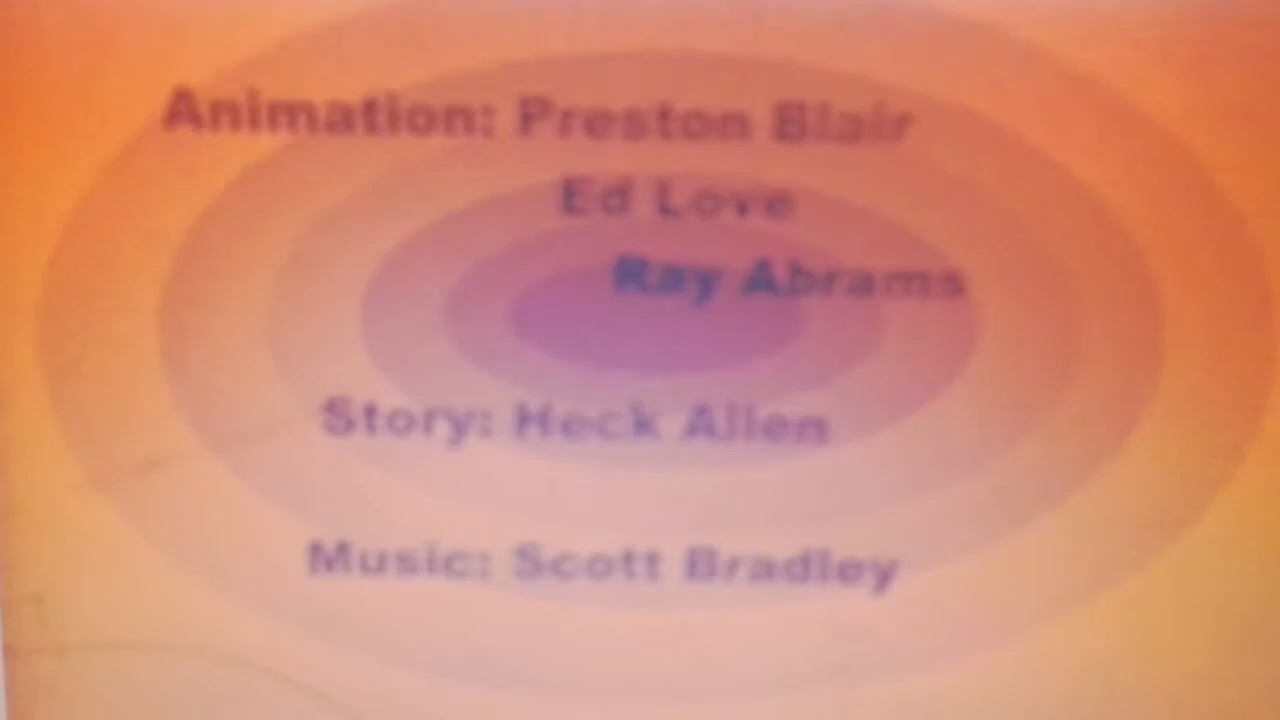 Animation: Preston Blair
Ed Love
Ray Abrams
Story: Heck Allen
Music: Scott Bradley